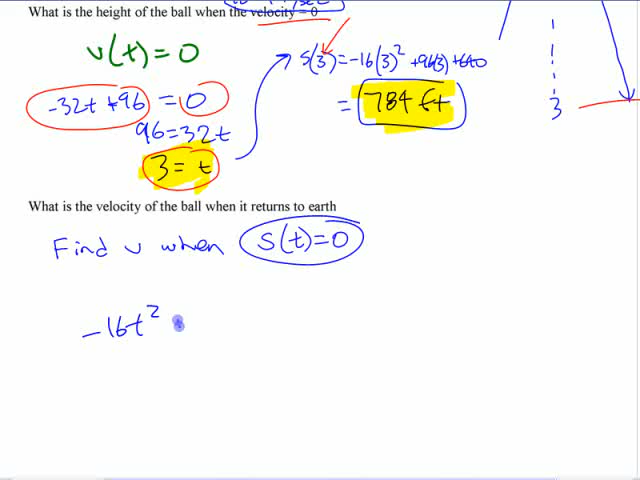 What is the height of the ball when the velocity = 0
v(t) = 0
s(3) = -16(3)² + 96(3) + 640
-32t + 96 = 0
= 784 ft
96 = 32t
3
3 = t
What is the velocity of the ball when it returns to earth
Find v when s(t) = 0
-16t²